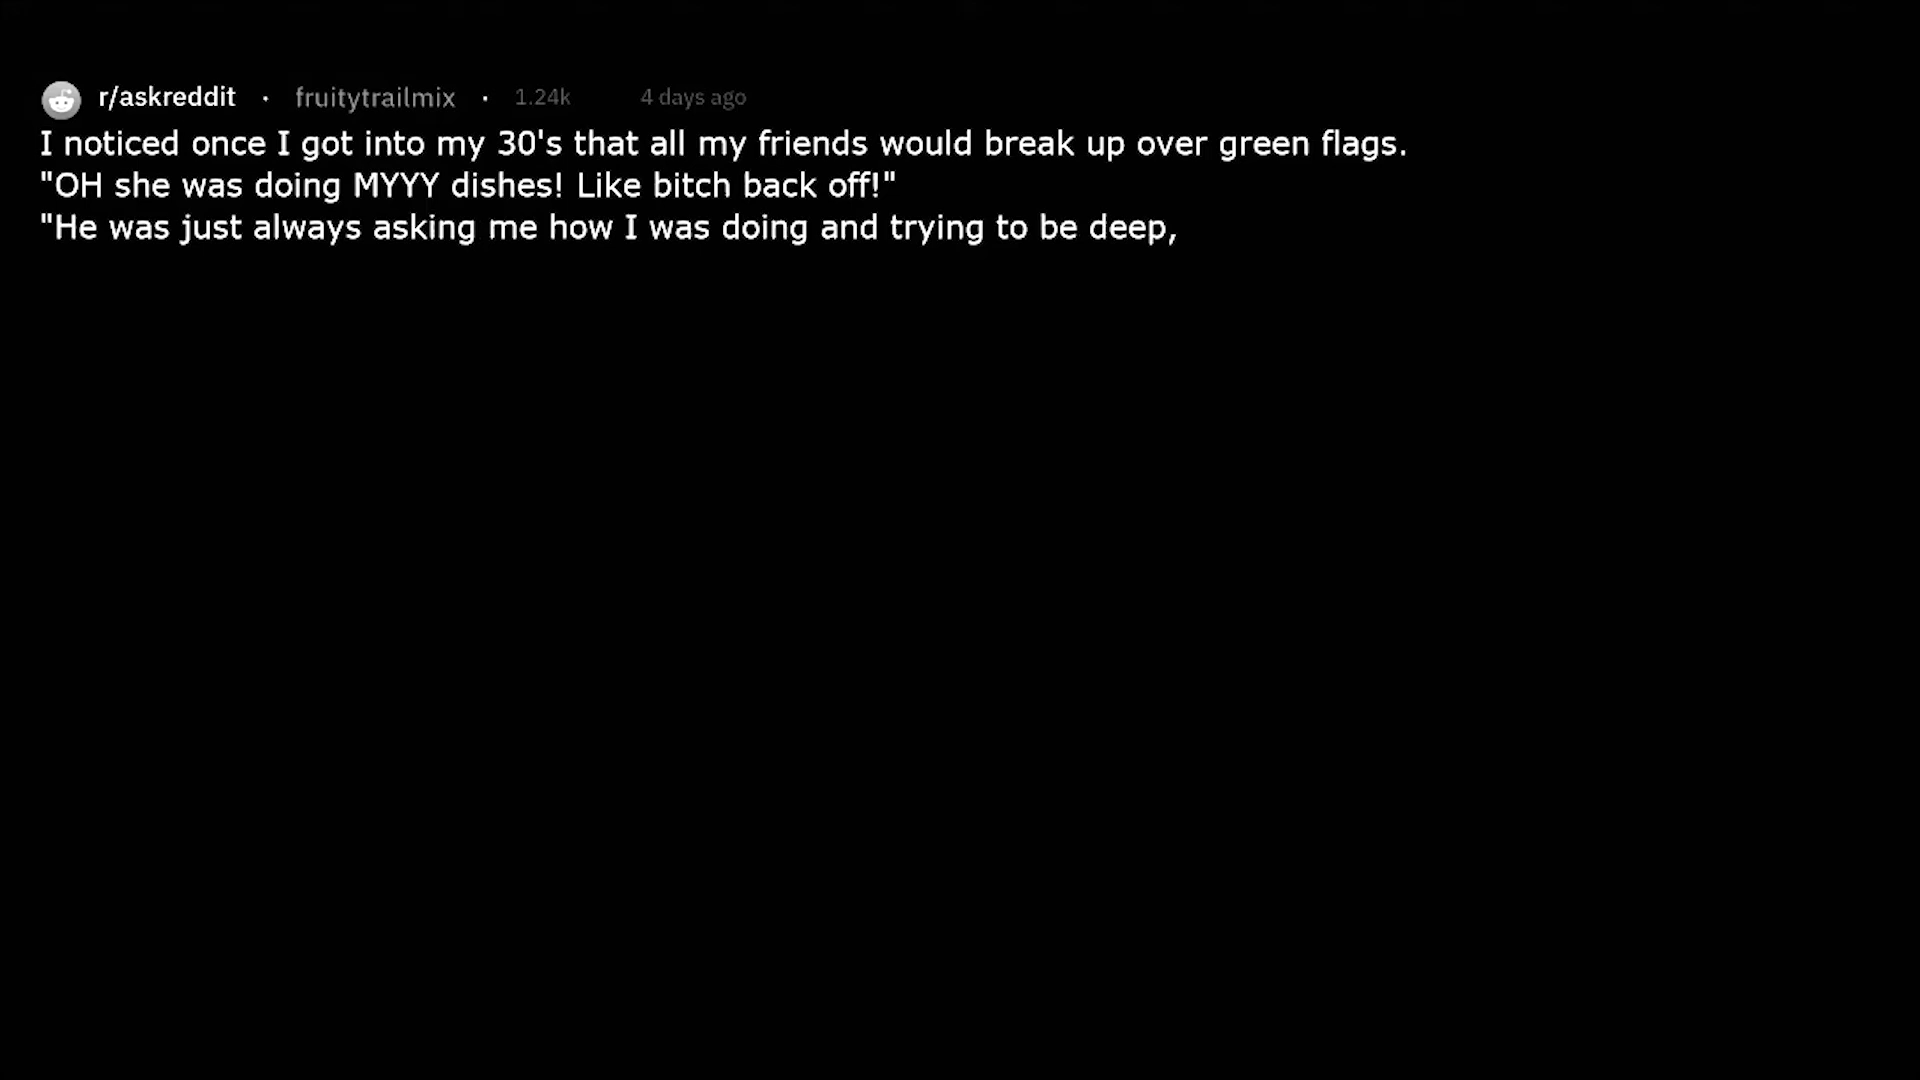 r/askreddit · fruitytrailmix · 1.24k 4 days ago
I noticed once I got into my 30's that all my friends would break up over green flags.
"OH she was doing MYYY dishes! Like bitch back off!"
"He was just always asking me how I was doing and trying to be deep,